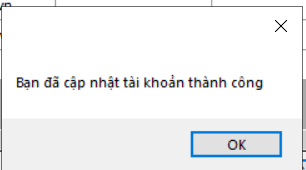 Bạn đã cập nhật tài khoản thành công
OK